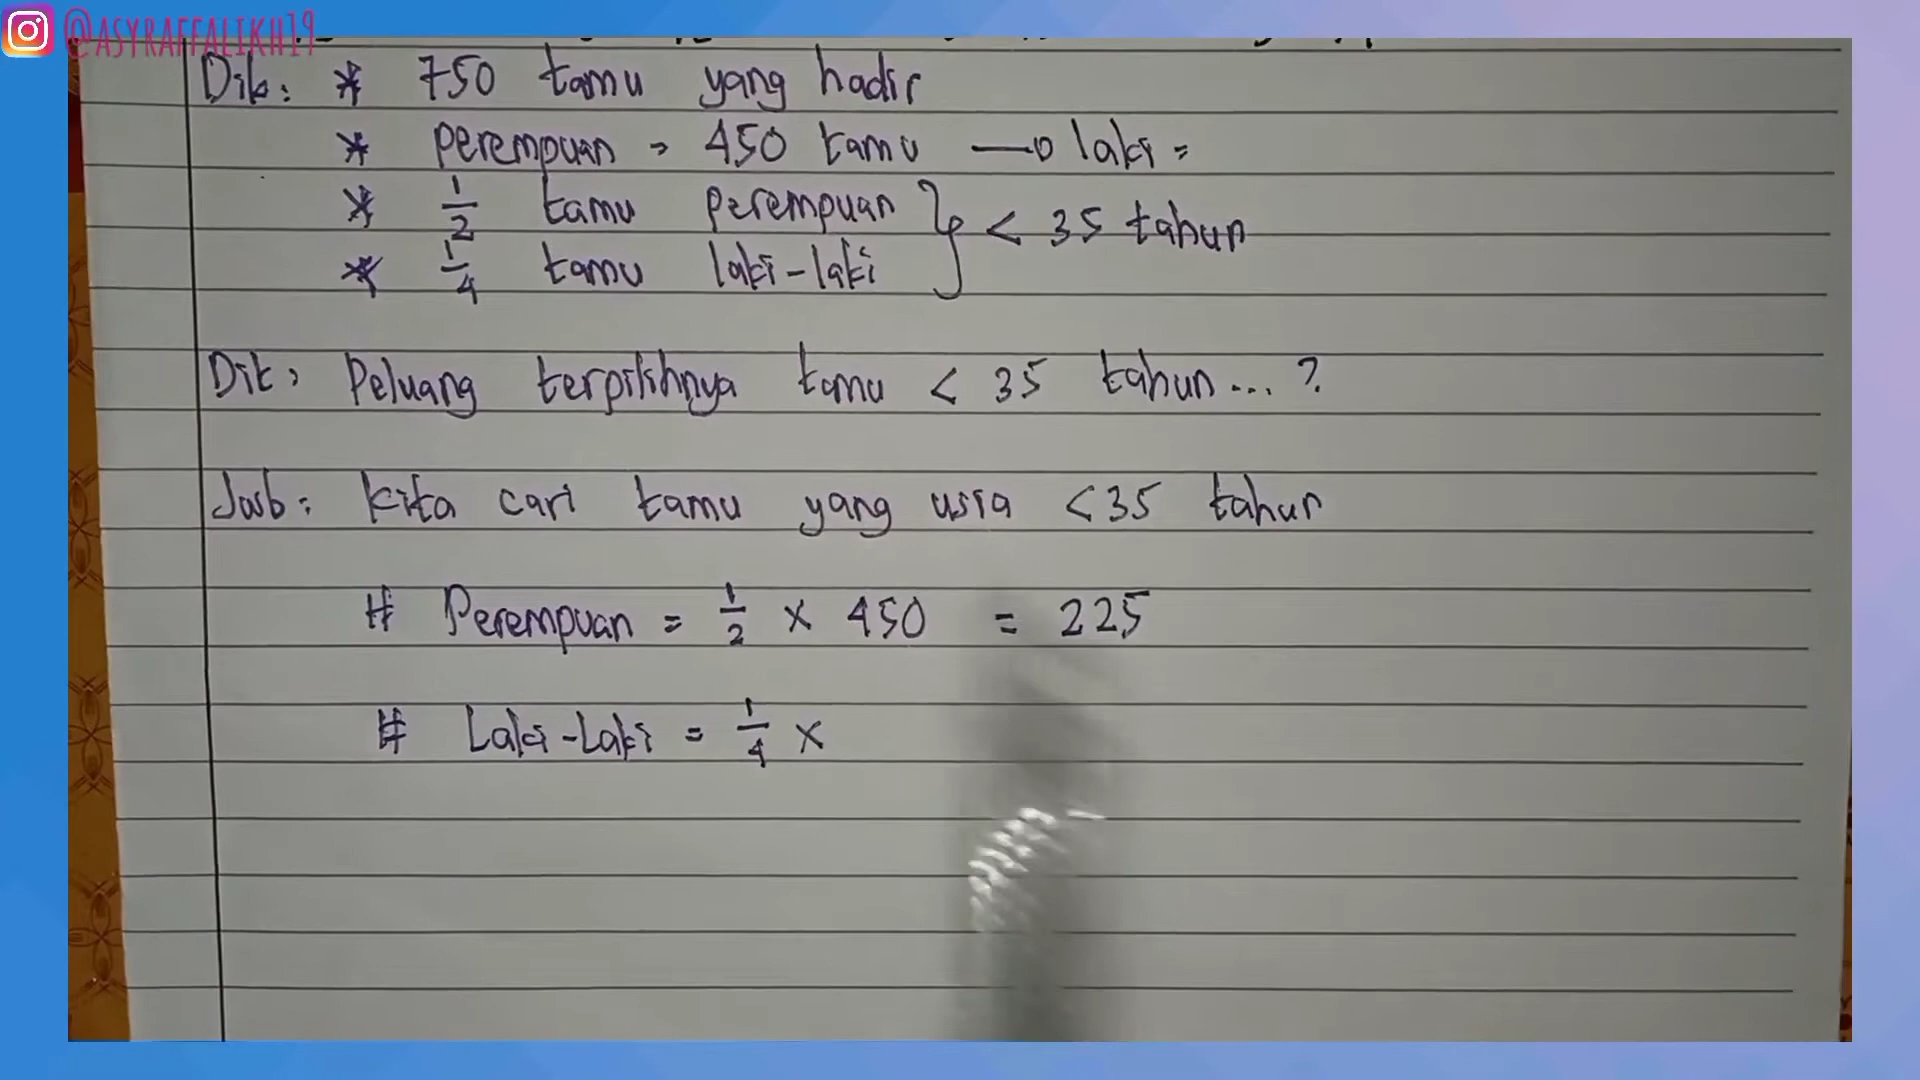 @ASYRAFFALIKH19
Dik: * 750 tamu yang hadir
* perempuan = 450 tamu → laki =
* 1/2 tamu perempuan } < 35 tahun
* 1/4 tamu laki-laki
Dit: Peluang terpilihnya tamu < 35 tahun...?
Jwb: Kita cari tamu yang usia < 35 tahun
# Perempuan = 1/2 x 450 = 225
# Laki-Laki = 1/4 x